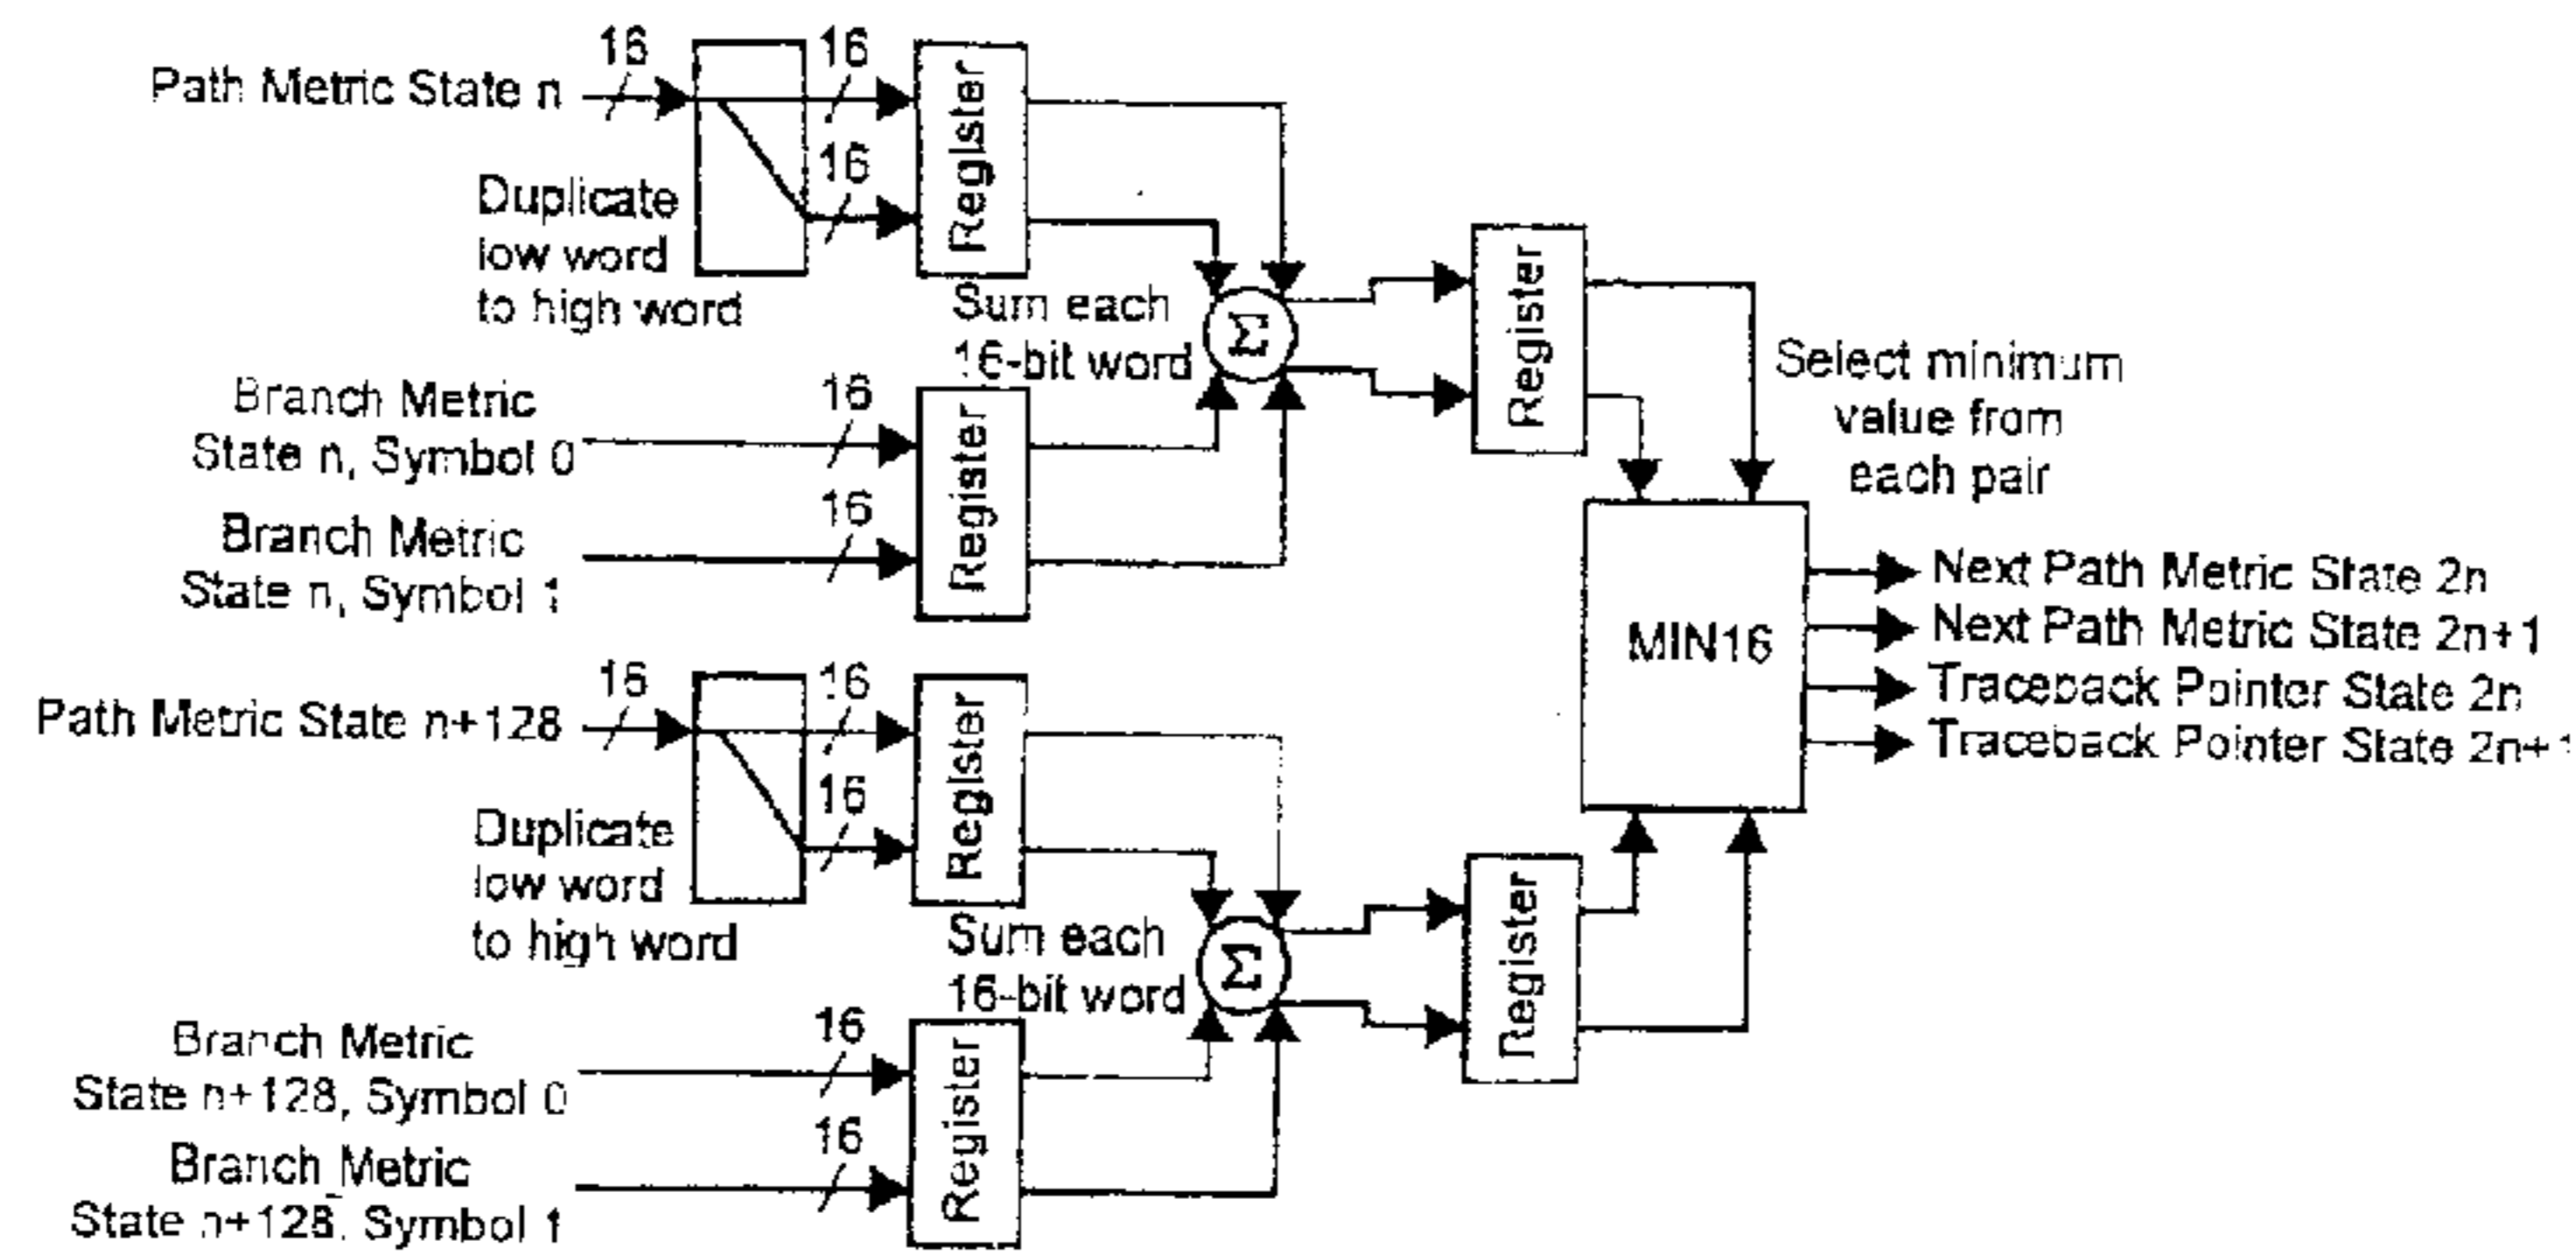 16
16
Path Metric State n
16
Duplicate
low word
to high word
Register
Sum each
16-bit word
Σ
Register
Branch Metric
State n, Symbol 0
16
Branch Metric
State n, Symbol 1
16
Register
Select minimum
value from
each pair
MIN16
Next Path Metric State 2n
Next Path Metric State 2n+1
Traceback Pointer State 2n
Traceback Pointer State 2n+1
16
16
Path Metric State n+128
16
Duplicate
low word
to high word
Register
Sum each
16-bit word
Σ
Register
Branch Metric
State n+128, Symbol 0
16
Branch Metric
State n+128, Symbol 1
16
Register